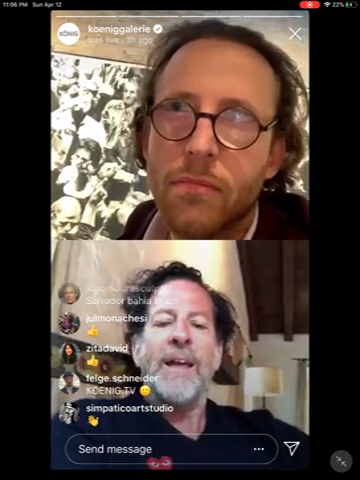 11:06 PM Sun Apr 12
22%
KÖNIG
koeniggalerie
was live · 5h ago
Salvador bahia brazil
julmonachesi
👍
zitadavid
👍
felge.schneider
KOENIG.TV 🙂
simpaticoartstudio
👋
Send message